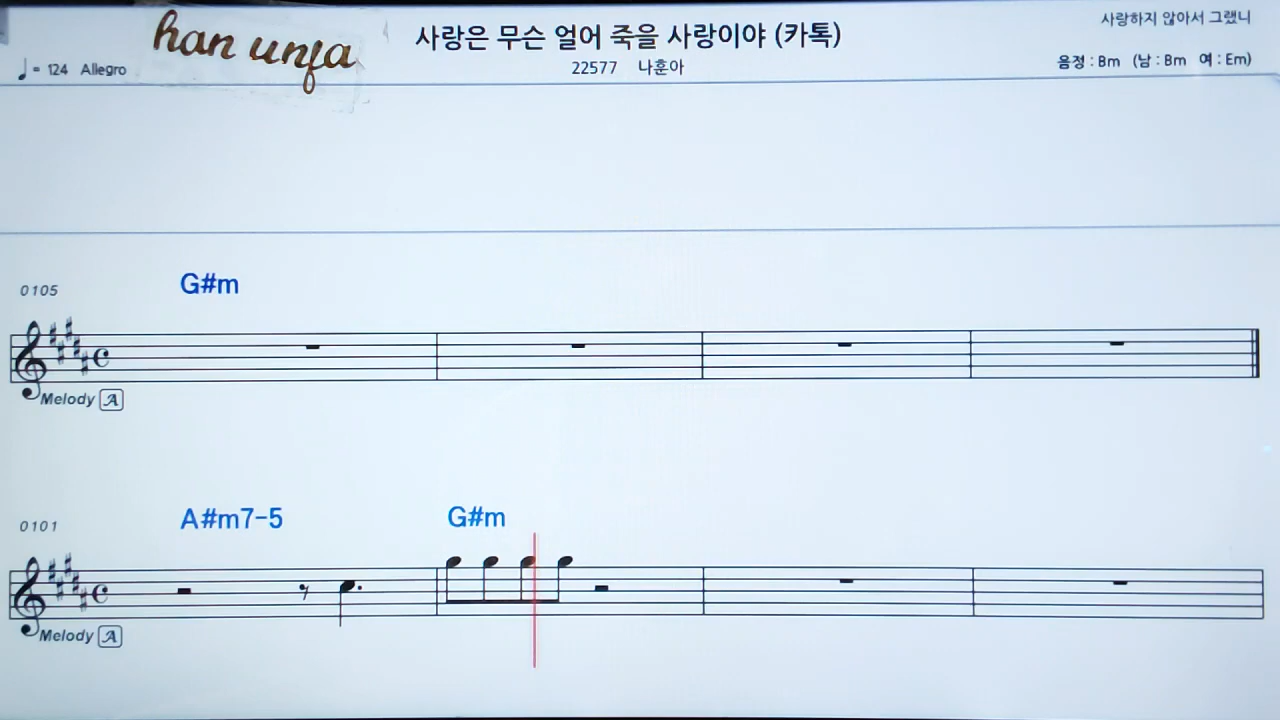 han unfa
사랑은 무슨 얼어 죽을 사랑이야 (카톡)
사랑하지 않아서 그랬니
♩= 124 Allegro
22577 나훈아
음정 : Bm (남 : Bm 여 : Em)
0105 G#m
Melody A
0101 A#m7-5 G#m
Melody A